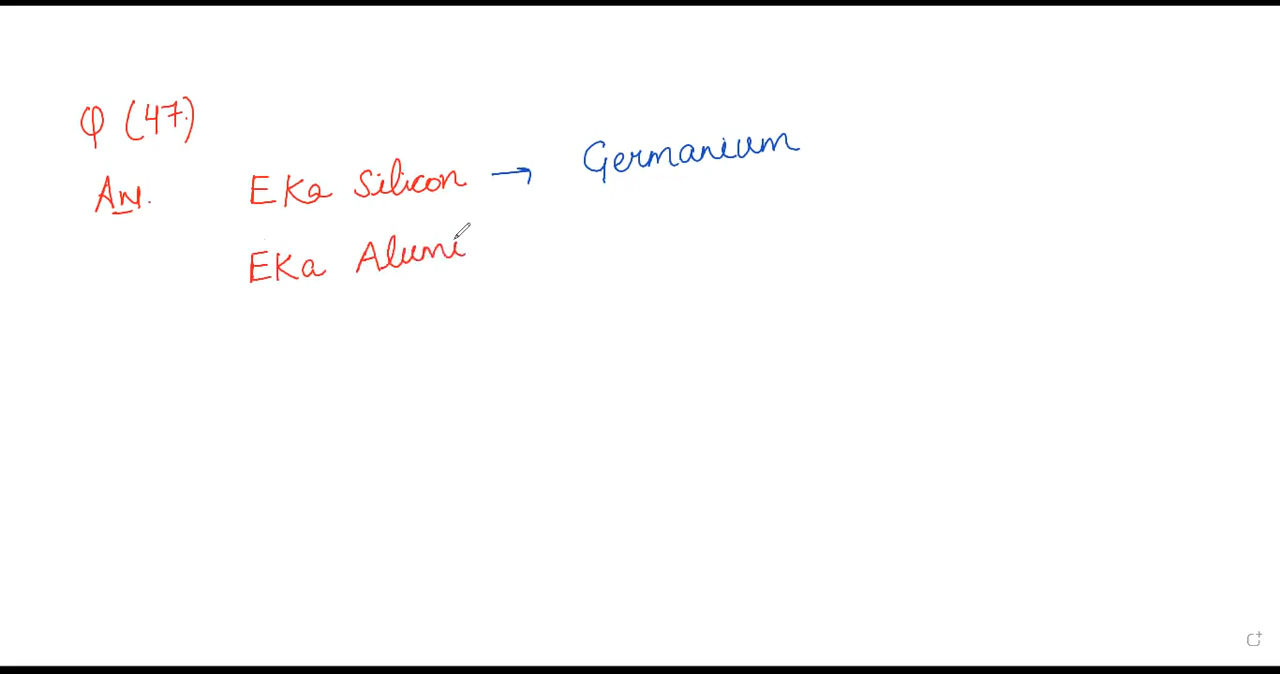 Q (47.)
Ans. Eka Silicon → Germanium
Eka Alumi